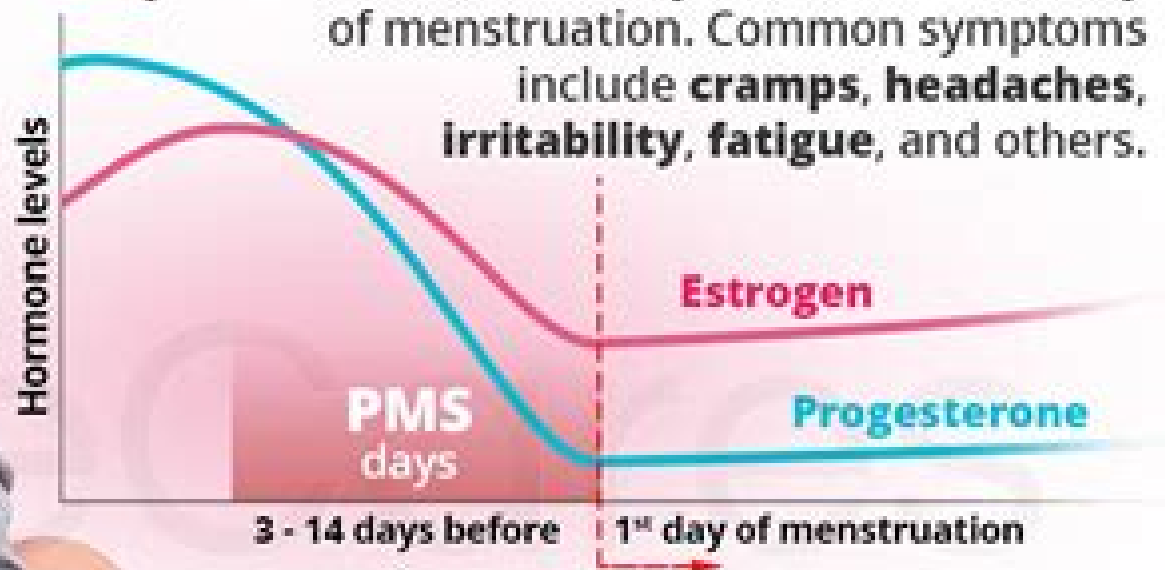 of menstruation. Common symptoms
include cramps, headaches,
irritability, fatigue, and others.
Hormone levels
Estrogen
Progesterone
PMS
days
3 - 14 days before
1st day of menstruation